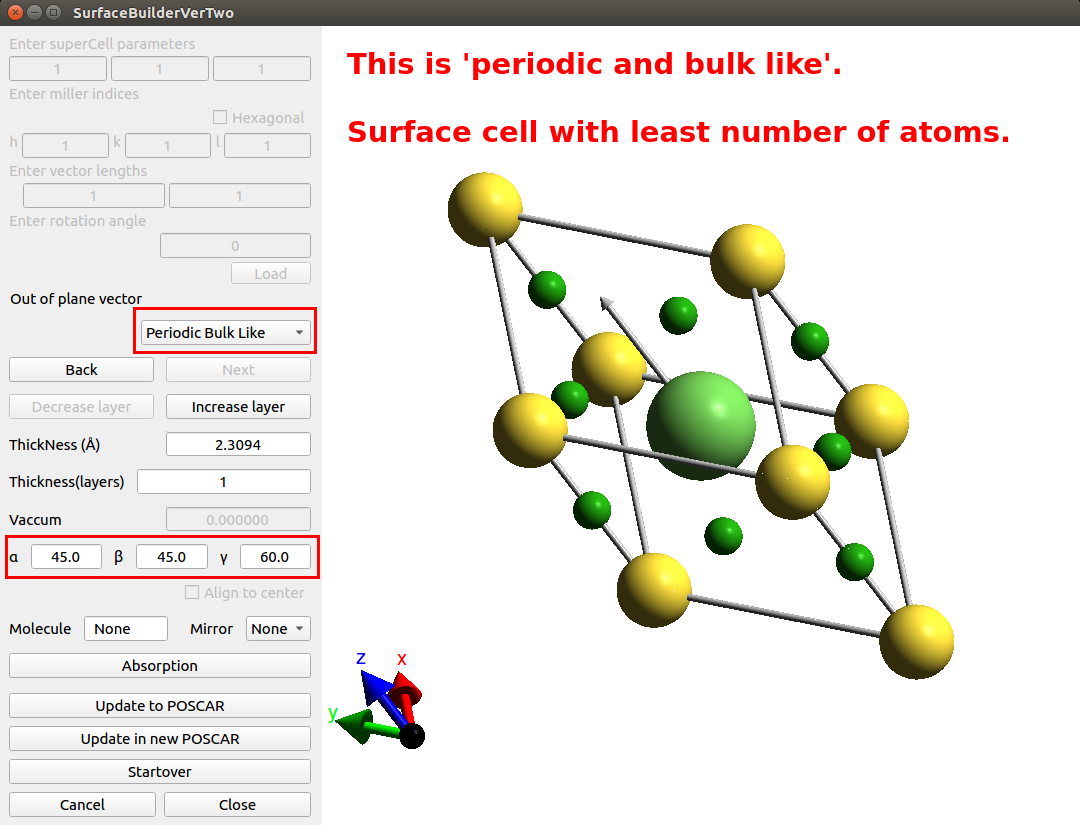 SurfaceBuilderVerTwo
Enter superCell parameters
1 1 1
Enter miller indices
Hexagonal
h 1 k 1 l 1
Enter vector lengths
1 1
Enter rotation angle
0
Load
Out of plane vector
Periodic Bulk Like
Back Next
Decrease layer Increase layer
ThickNess (Å) 2.3094
Thickness(layers) 1
Vaccum 0.000000
α 45.0 β 45.0 γ 60.0
Align to center
Molecule None Mirror None
Absorption
Update to POSCAR
Update in new POSCAR
Startover
Cancel Close
This is 'periodic and bulk like'.
Surface cell with least number of atoms.
z x
y